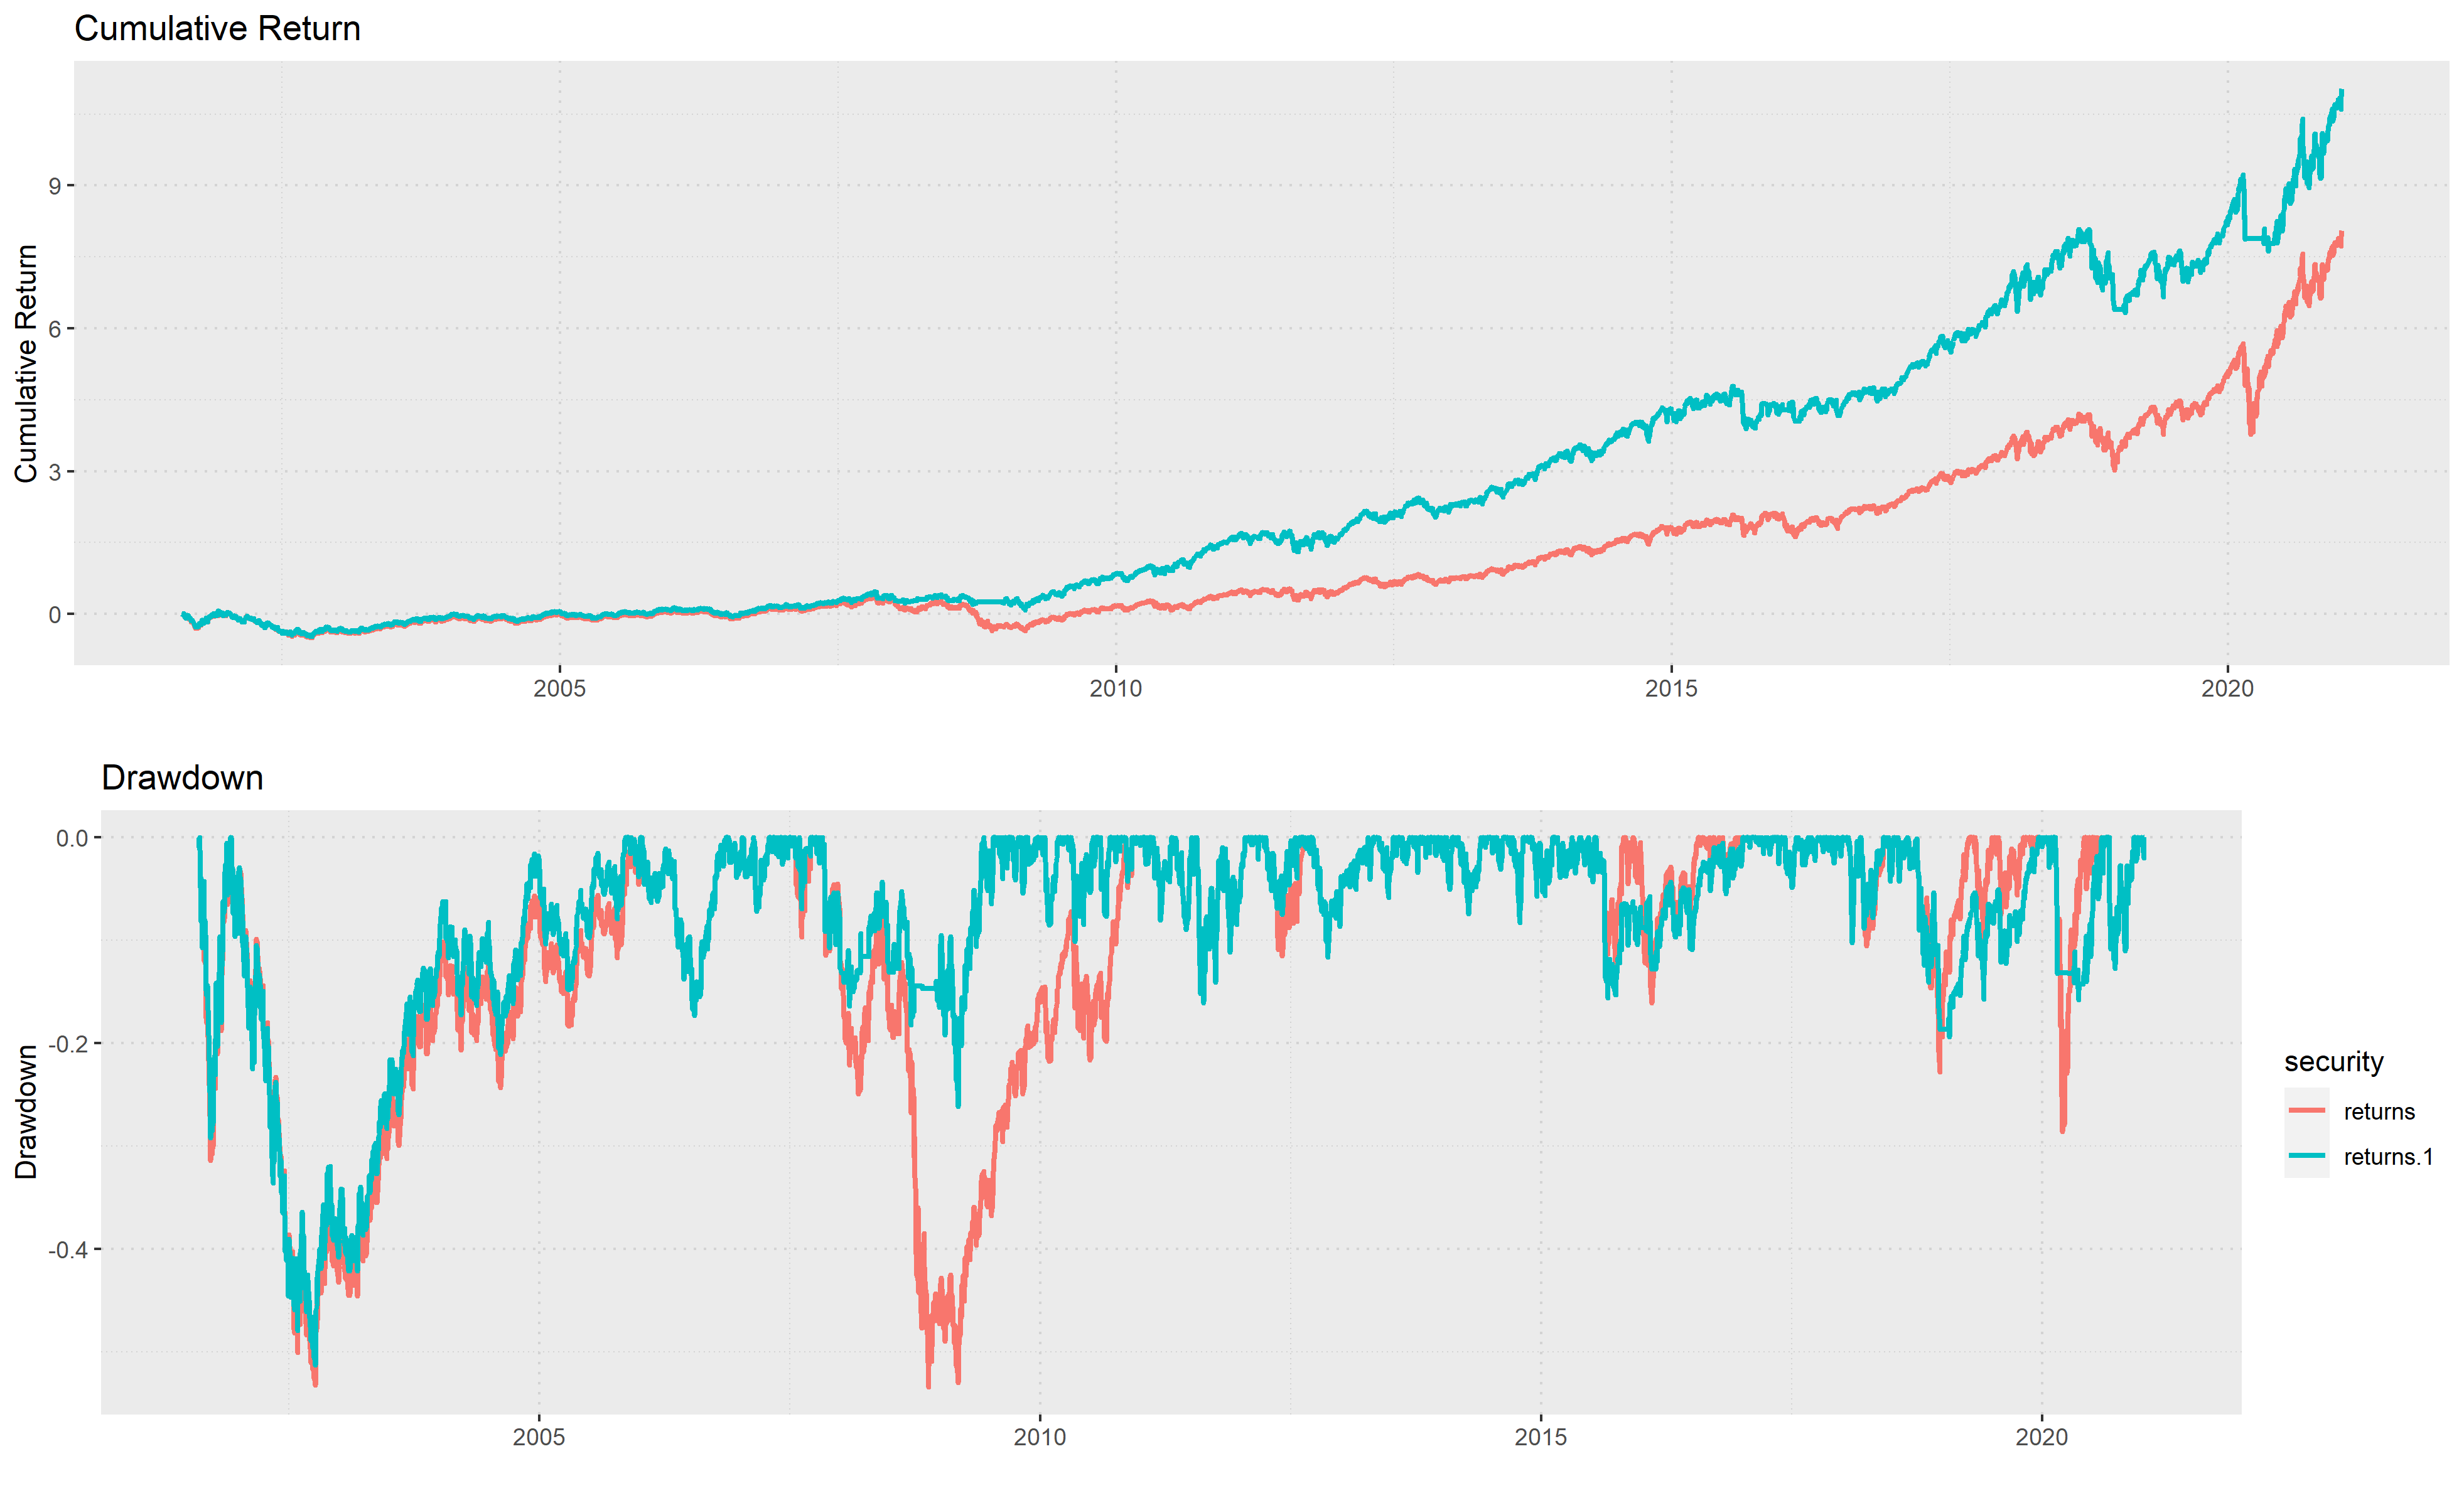 Cumulative Return
Cumulative Return
9
6
3
0
2005 2010 2015 2020
Drawdown
Drawdown
0.0
-0.2
-0.4
2005 2010 2015 2020
security
returns
returns.1